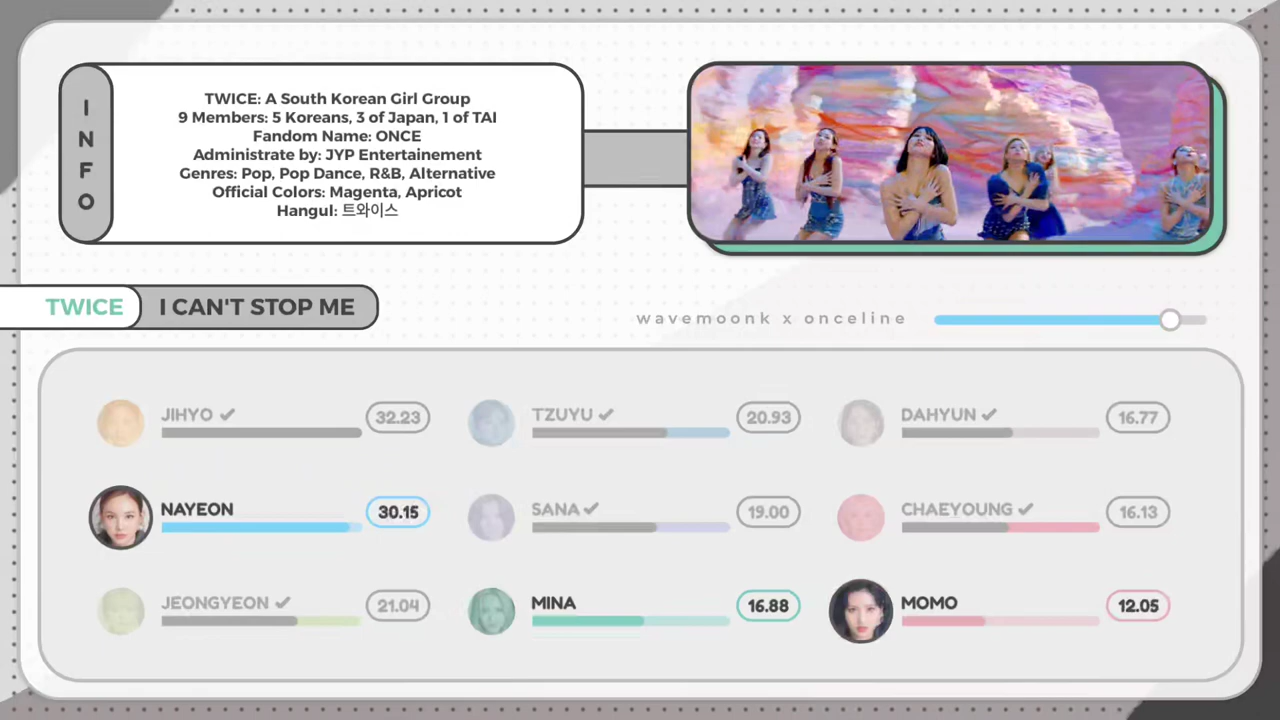 INFO
TWICE: A South Korean Girl Group
9 Members: 5 Koreans, 3 of Japan, 1 of TAI
Fandom Name: ONCE
Administrate by: JYP Entertainement
Genres: Pop, Pop Dance, R&B, Alternative
Official Colors: Magenta, Apricot
Hangul: 트와이스
TWICE I CAN'T STOP ME
wavemoonk x onceline
JIHYO ✔ 32.23
TZUYU ✔ 20.93
DAHYUN ✔ 16.77
NAYEON 30.15
SANA ✔ 19.00
CHAEYOUNG ✔ 16.13
JEONGYEON ✔ 21.04
MINA 16.88
MOMO 12.05